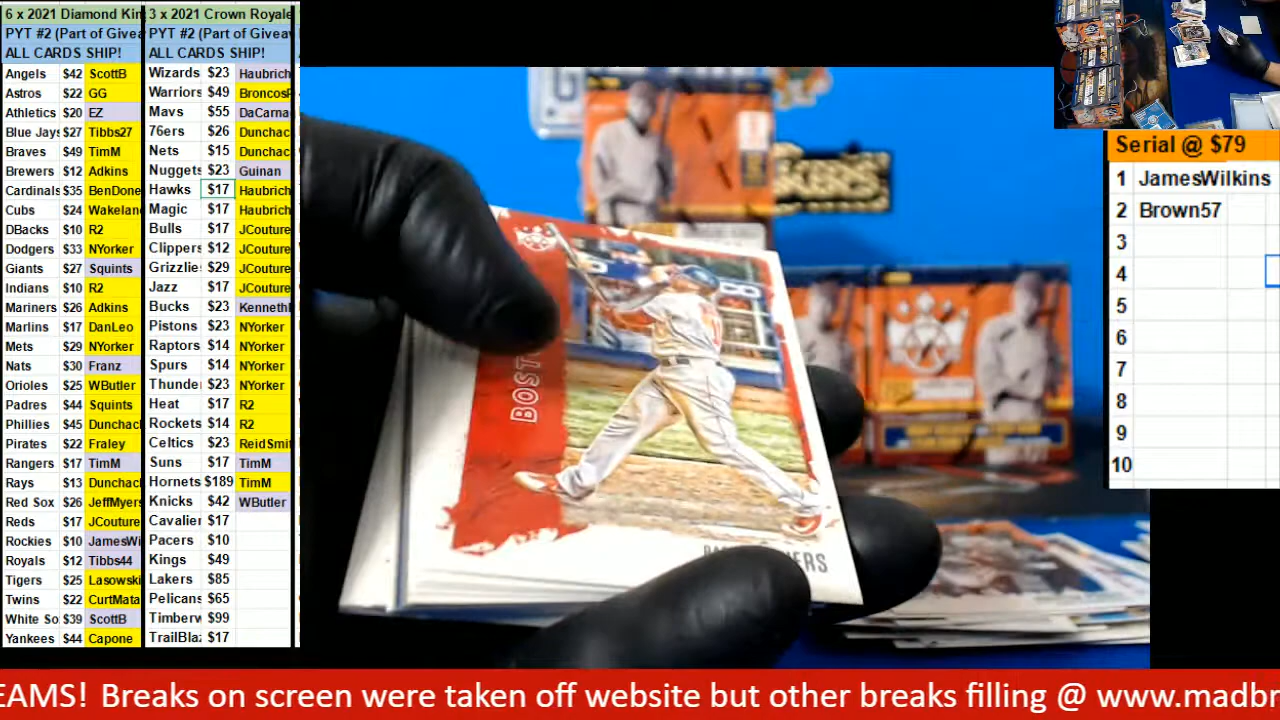 6 x 2021 Diamond Kin
PYT #2 (Part of Givea
ALL CARDS SHIP!
Angels $42 ScottB
Astros $22 GG
Athletics $20 EZ
Blue Jays $27 Tibbs27
Braves $49 TimM
Brewers $12 Adkins
Cardinals $35 BenDone
Cubs $24 Wakelan
DBacks $10 R2
Dodgers $33 NYorker
Giants $27 Squints
Indians $10 R2
Mariners $26 Adkins
Marlins $17 DanLeo
Mets $29 NYorker
Nats $30 Franz
Orioles $25 WButler
Padres $44 Squints
Phillies $45 Dunchac
Pirates $22 Fraley
Rangers $17 TimM
Rays $13 Dunchac
Red Sox $26 JeffMyers
Reds $17 JCouture
Rockies $10 JamesWi
Royals $12 Tibbs44
Tigers $25 Lasowski
Twins $22 CurtMata
White So $39 ScottB
Yankees $44 Capone
3 x 2021 Crown Royale
PYT #2 (Part of Giveav
ALL CARDS SHIP!
Wizards $23 Haubrich
Warriors $49 BroncosF
Mavs $55 DaCarna
76ers $26 Dunchac
Nets $15 Dunchac
Nuggets $23 Guinan
Hawks $17 Haubrich
Magic $17 Haubrich
Bulls $17 JCouture
Clippers $12 JCouture
Grizzlie $29 JCouture
Jazz $17 JCouture
Bucks $23 Kennethl
Pistons $23 NYorker
Raptors $14 NYorker
Spurs $14 NYorker
Thunde $23 NYorker
Heat $17 R2
Rockets $14 R2
Celtics $23 ReidSmit
Suns $17 TimM
Hornets $189 TimM
Knicks $42 WButler
Cavalie $17
Pacers $10
Kings $49
Lakers $85
Pelicans $65
Timberw $99
TrailBla $17
BOST
Serial @ $79
1 JamesWilkins
2 Brown57
3
4
5
6
7
8
9
10
EAMS! Breaks on screen were taken off website but other breaks filling @ www.madbr